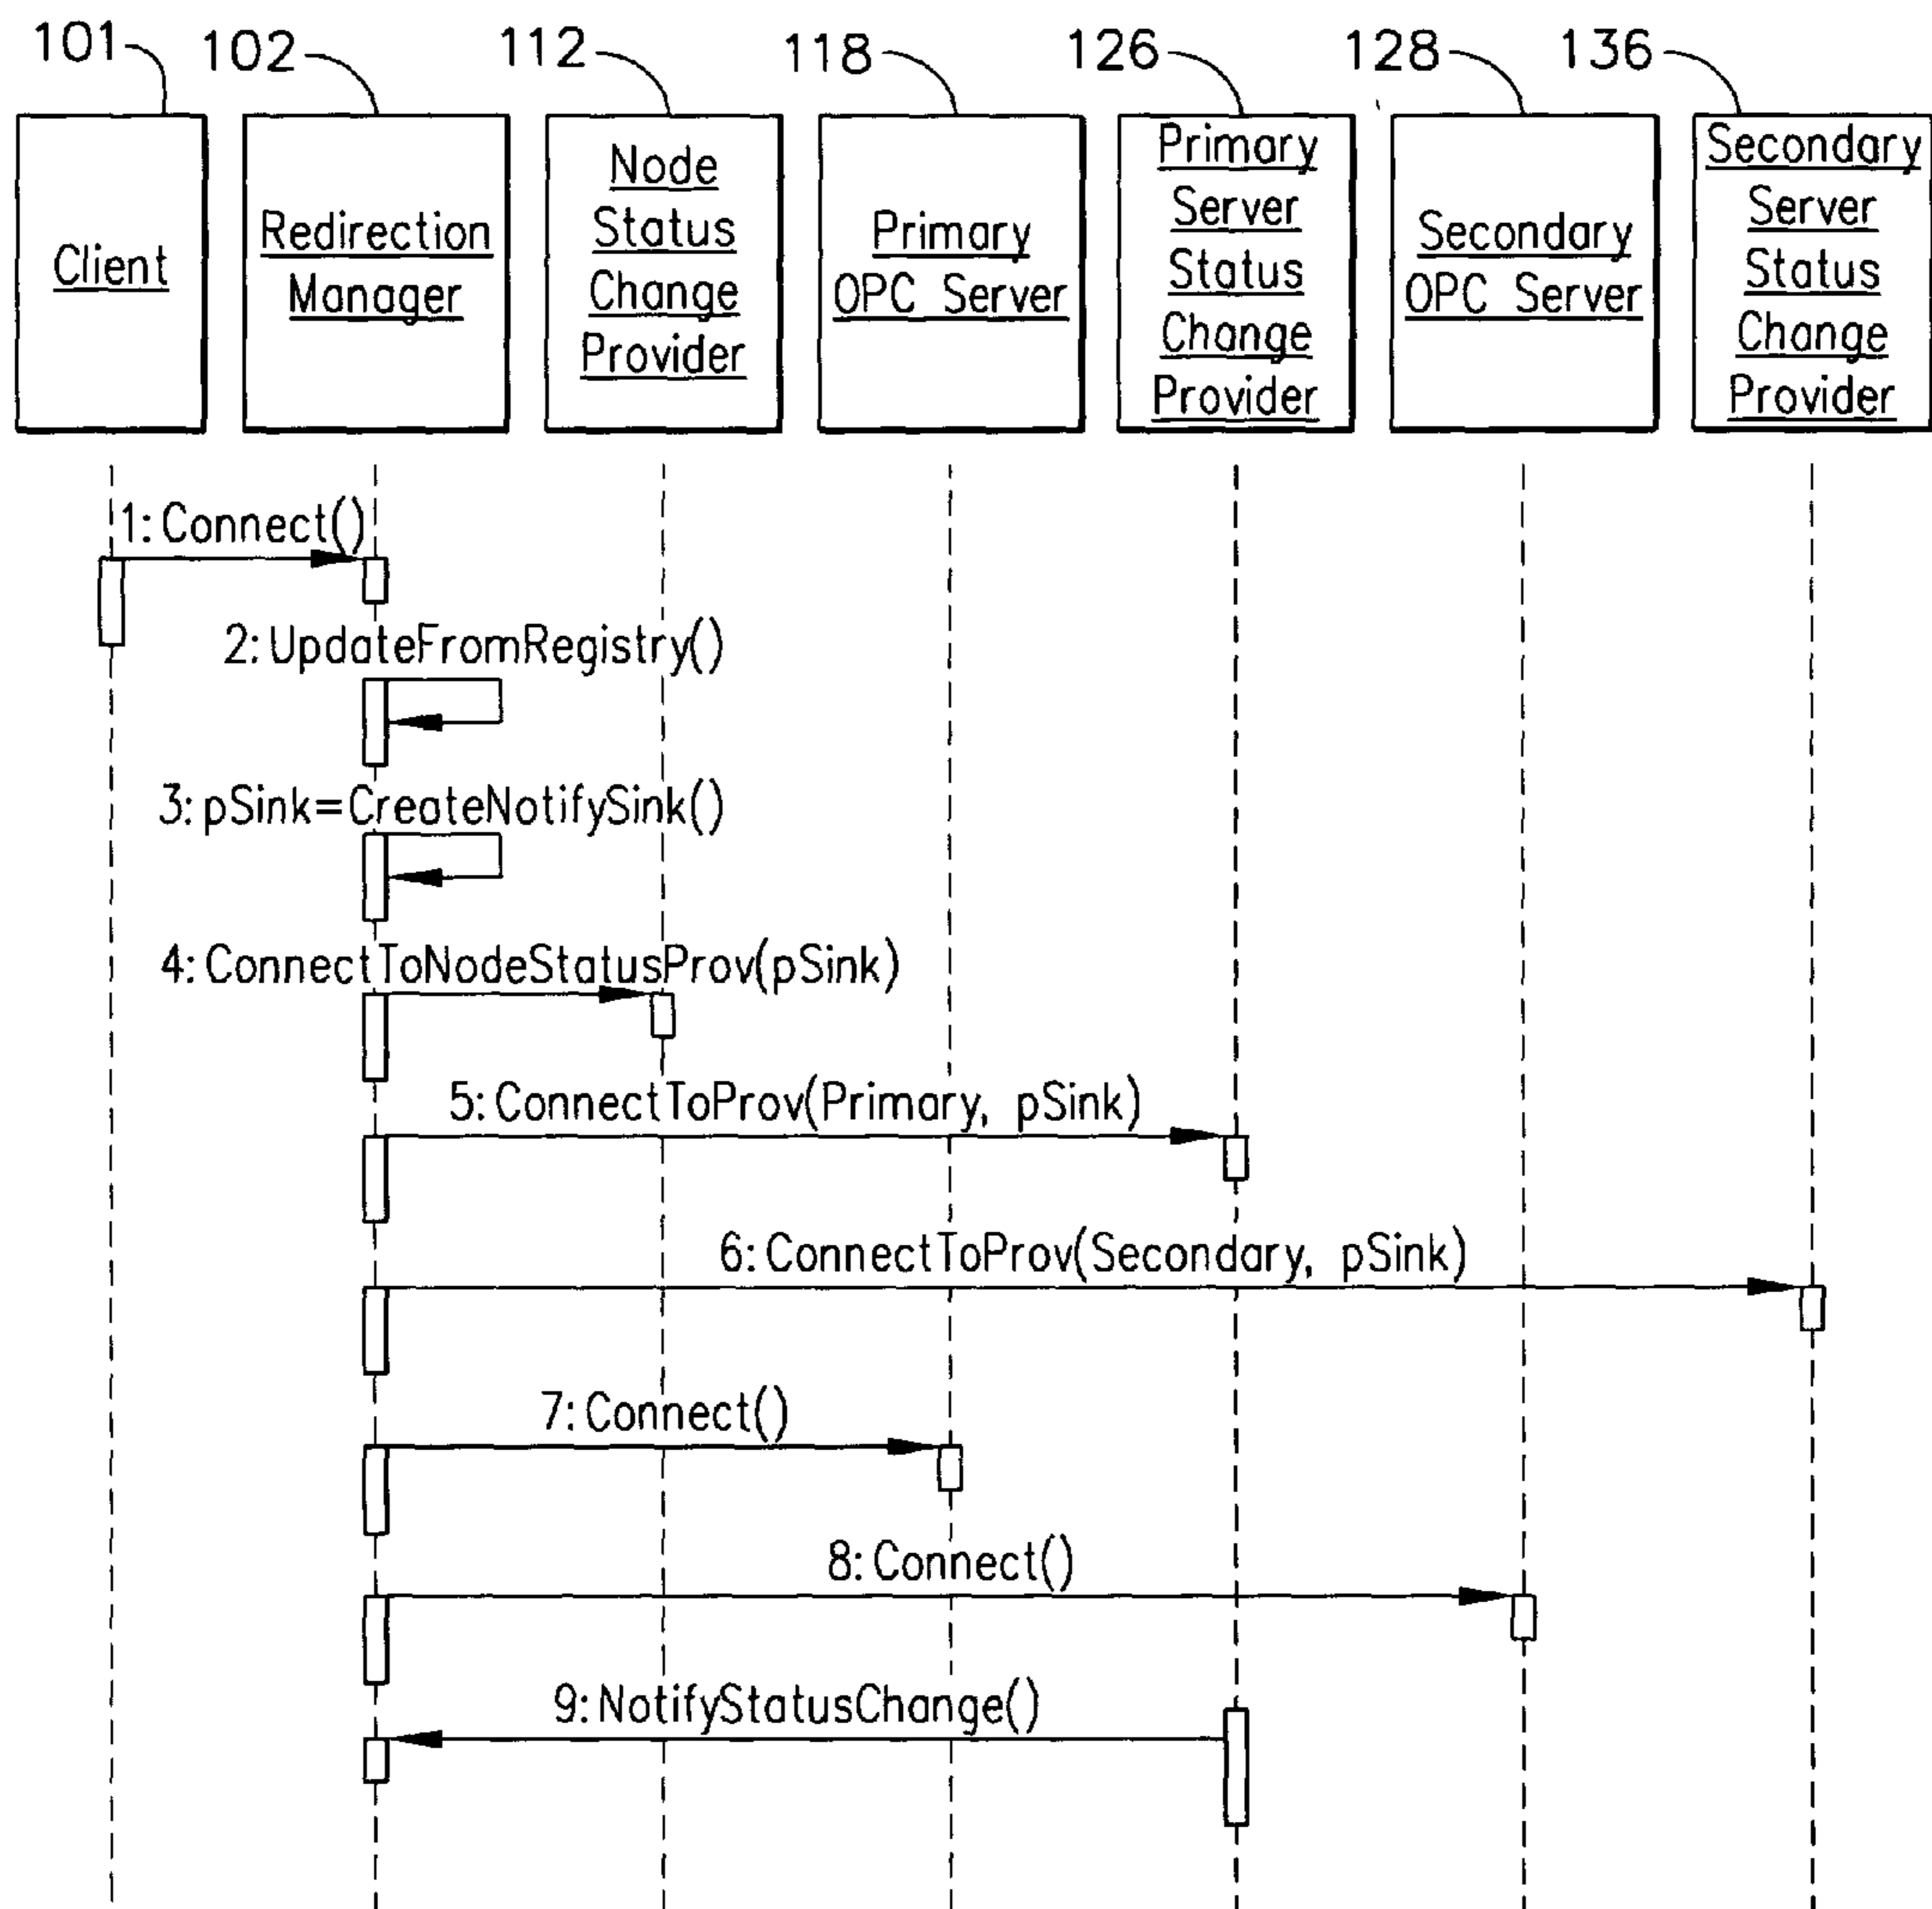 101 102 112 118 126 128 136
Client
Redirection
Manager
Node
Status
Change
Provider
Primary
OPC Server
Primary
Server
Status
Change
Provider
Secondary
OPC Server
Secondary
Server
Status
Change
Provider
1: Connect()
2: UpdateFromRegistry()
3: pSink=CreateNotifySink()
4: ConnectToNodeStatusProv(pSink)
5: ConnectToProv(Primary, pSink)
6: ConnectToProv(Secondary, pSink)
7: Connect()
8: Connect()
9: NotifyStatusChange()